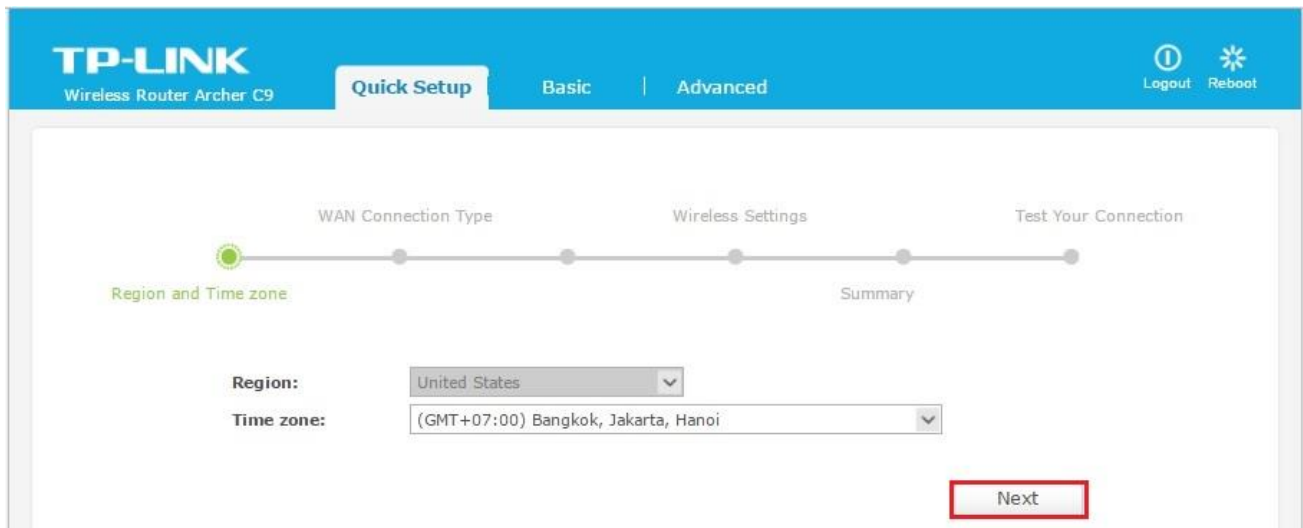 TP-LINK
Wireless Router Archer C9
Quick Setup
Basic
Advanced
Logout
Reboot
WAN Connection Type
Wireless Settings
Test Your Connection
Region and Time zone
Summary
Region: United States
Time zone: (GMT+07:00) Bangkok, Jakarta, Hanoi
Next